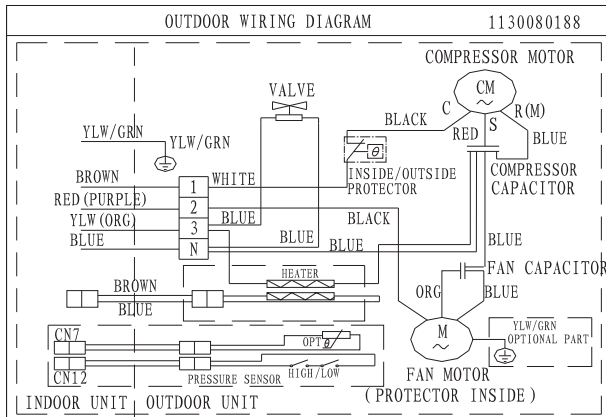 OUTDOOR WIRING DIAGRAM 1130080188
COMPRESSOR MOTOR
VALVE
CM
~
C
R(M)
S
BLACK
RED
BLUE
YLW/GRN
YLW/GRN
θ
INSIDE/OUTSIDE
PROTECTOR
COMPRESSOR
CAPACITOR
BROWN
1
WHITE
RED(PURPLE)
2
BLACK
YLW(ORG)
3
BLUE
BLUE
N
BLUE
BLUE
BLUE
HEATER
FAN CAPACITOR
BROWN
BLUE
ORG
BLUE
YLW/GRN
OPTIONAL PART
M
~
CN7
OPT
θ
CN12
PRESSURE SENSOR
HIGH/LOW
FAN MOTOR
(PROTECTOR INSIDE)
INDOOR UNIT
OUTDOOR UNIT